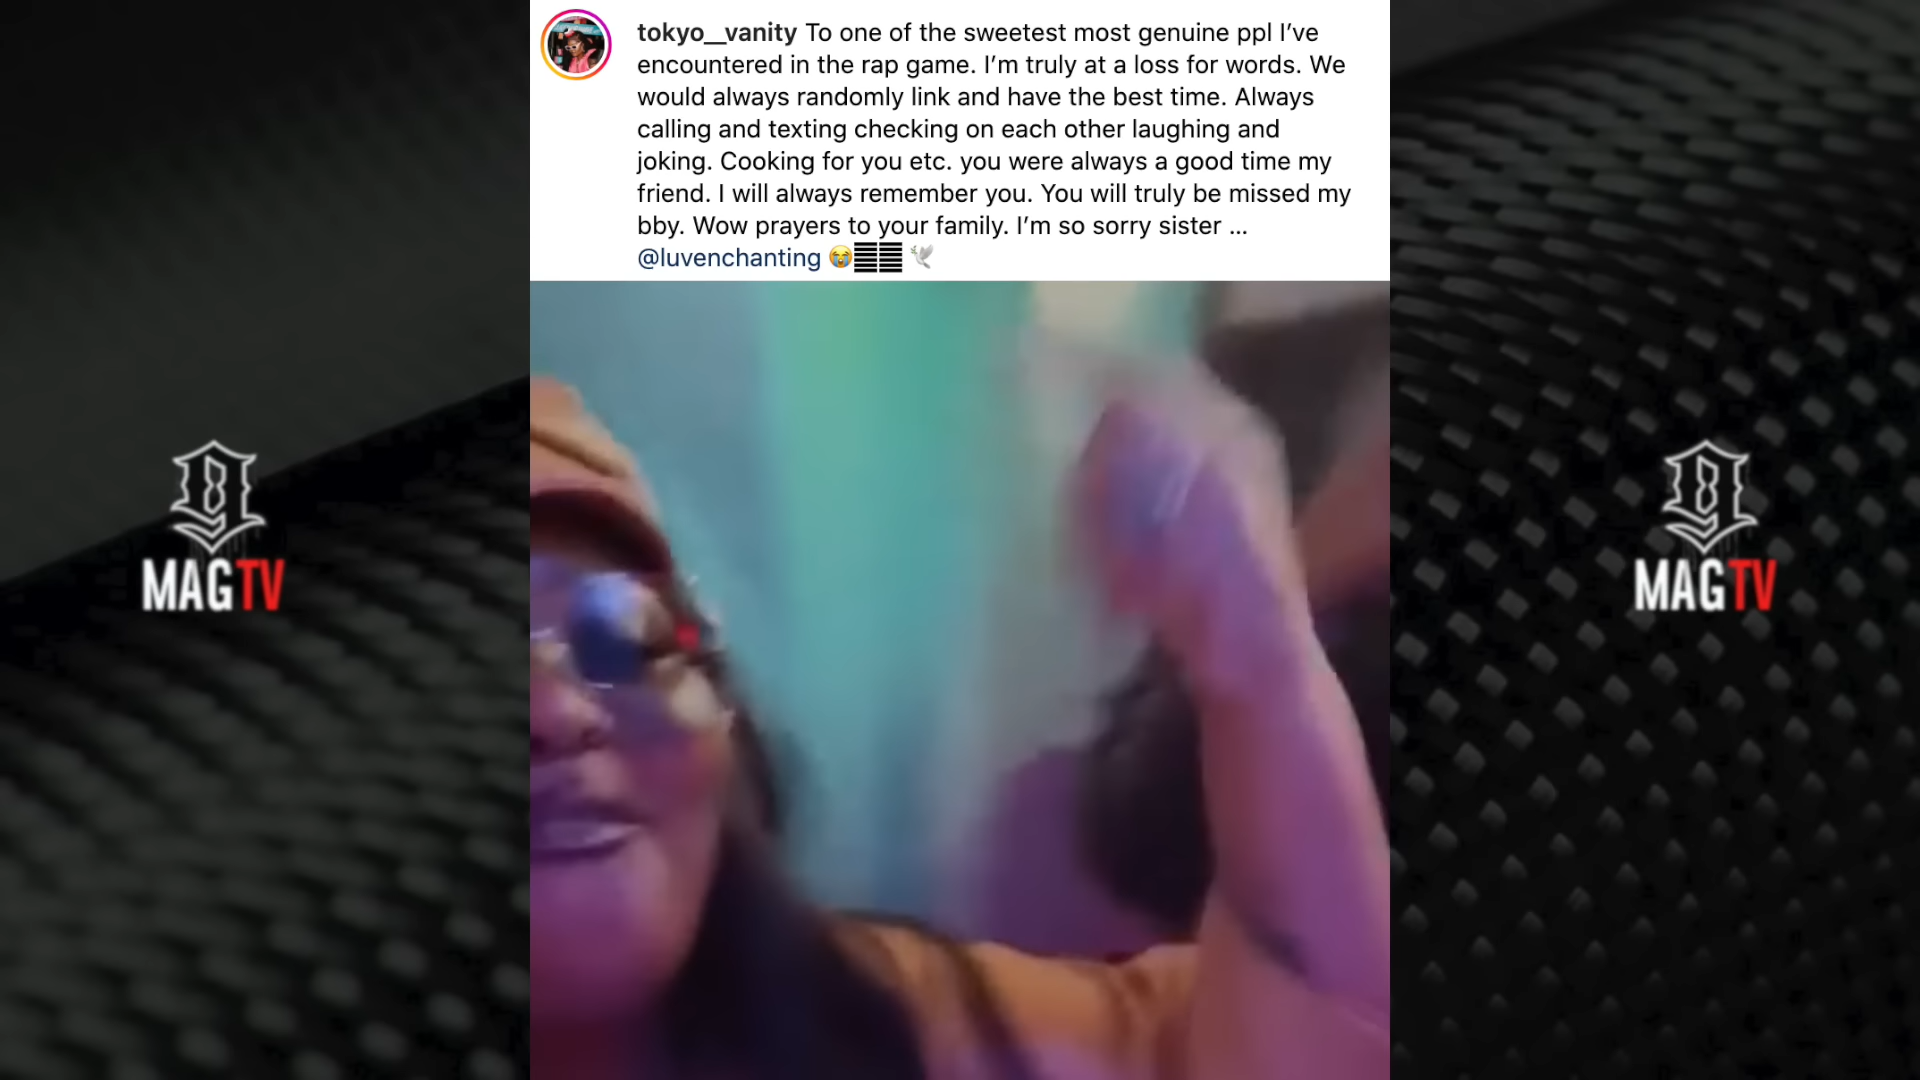 tokyo__vanity To one of the sweetest most genuine ppl I’ve
encountered in the rap game. I’m truly at a loss for words. We
would always randomly link and have the best time. Always
calling and texting checking on each other laughing and
joking. Cooking for you etc. you were always a good time my
friend. I will always remember you. You will truly be missed my
bby. Wow prayers to your family. I’m so sorry sister ...
@luvenchanting 😭 🕊
MAGTV
MAGTV